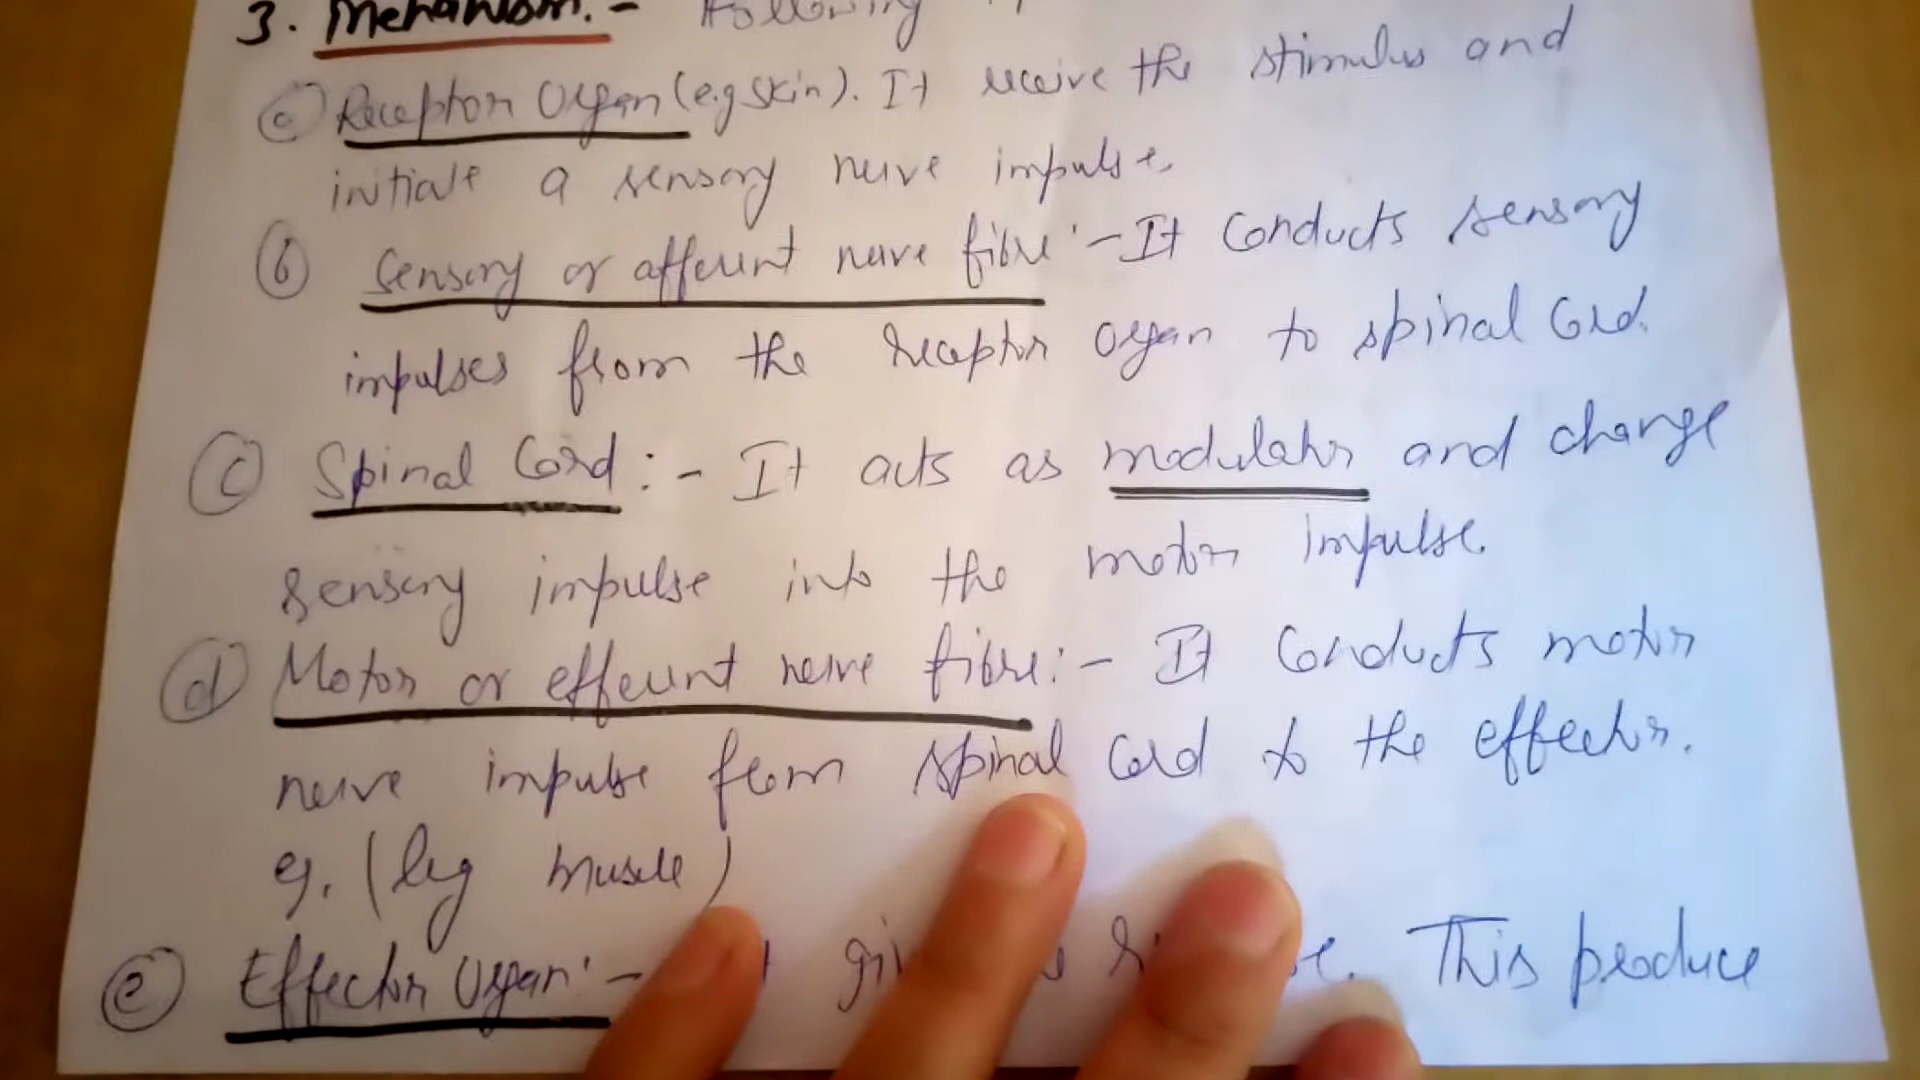 3. Mechanism:- Following
a) Receptor Organ (e.g skin). It receive the stimulus and
initiate a sensory nerve impulse.
b) Sensory or afferent nerve fibre:- It Conducts sensory
impulses from the receptor organ to spinal Cord.
c) Spinal Cord:- It acts as modulator and change
sensory impulse into the motor impulse.
d) Motor or efferent nerve fibre:- It Conducts motor
nerve impulse from spinal Cord to the effector.
eg. (leg muscle)
e) Effector Organ:- This produce